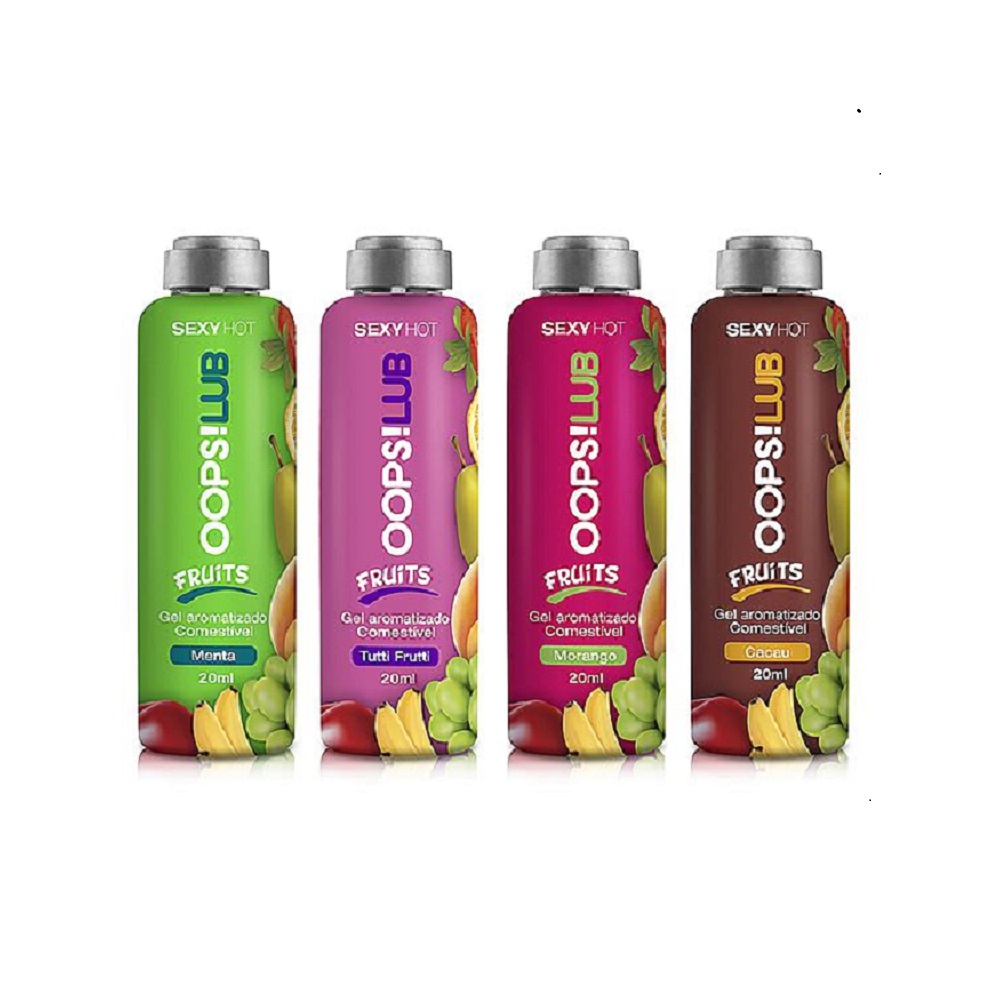 SEXY HOT
OOPS!LUB
FRUITS
Gel aromatizado
Comestível
Menta
20ml
SEXY HOT
OOPS!LUB
FRUITS
Gel aromatizado
Comestível
Tutti Frutti
20ml
SEXY HOT
OOPS!LUB
FRUITS
Gel aromatizado
Comestível
Morango
20ml
SEXY HOT
OOPS!LUB
FRUITS
Gel aromatizado
Comestível
Cacau
20ml